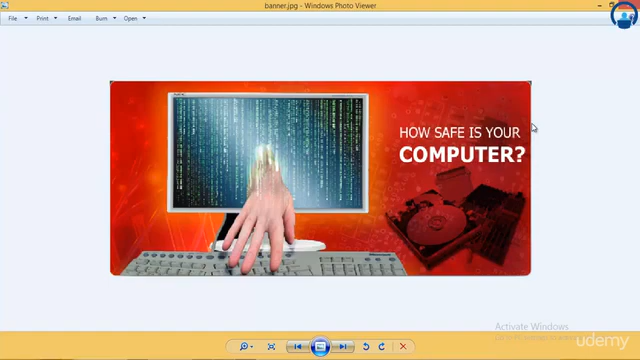 banner.jpg - Windows Photo Viewer
File Print Email Burn Open
HOW SAFE IS YOUR
COMPUTER?
Activate Windows
udemy